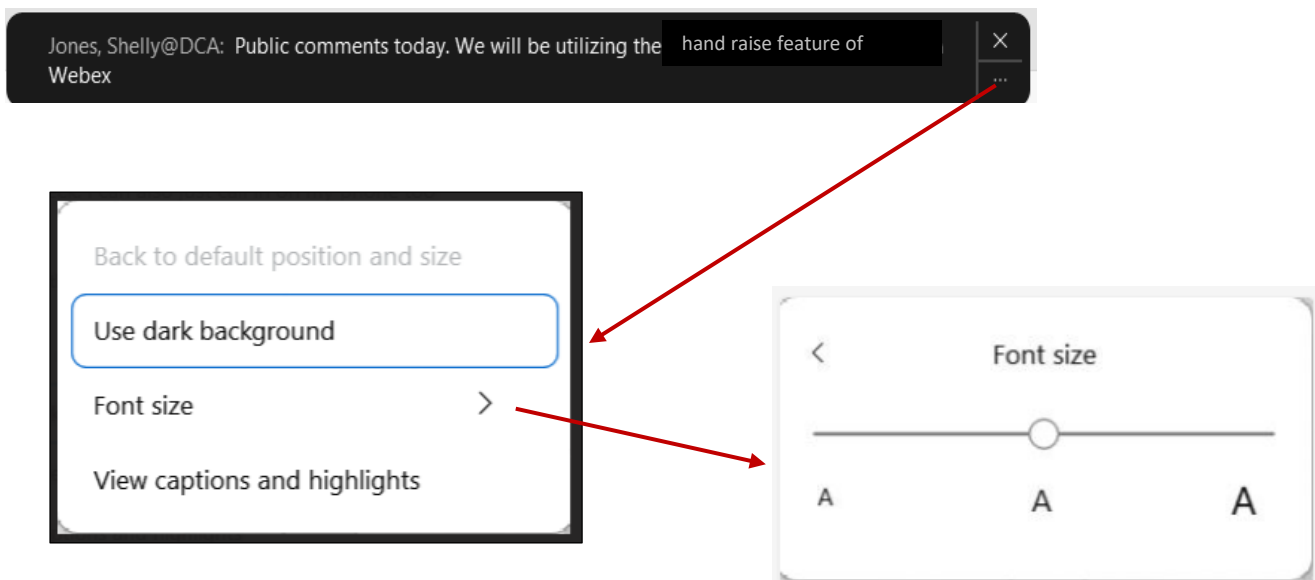 Jones, Shelly@DCA: Public comments today. We will be utilizing the hand raise feature of
Webex
Back to default position and size
Use dark background
Font size
View captions and highlights
Font size
A A A